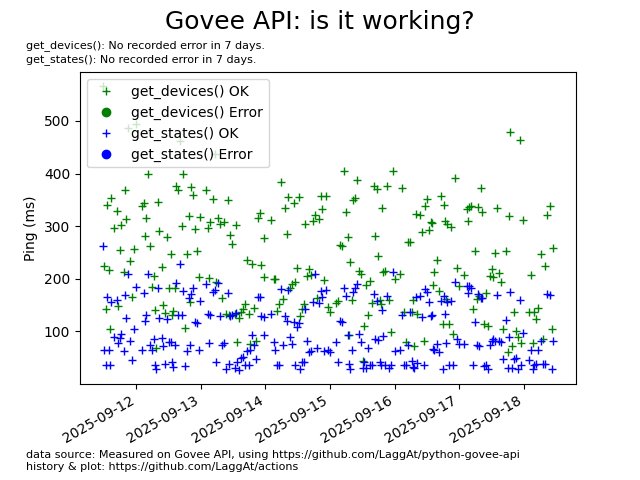 Govee API: is it working?
get_devices(): No recorded error in 7 days.
get_states(): No recorded error in 7 days.
get_devices() OK
get_devices() Error
get_states() OK
get_states() Error
Ping (ms)
500
400
300
200
100
2025-09-12
2025-09-13
2025-09-14
2025-09-15
2025-09-16
2025-09-17
2025-09-18
data source: Measured on Govee API, using https://github.com/LaggAt/python-govee-api
history & plot: https://github.com/LaggAt/actions